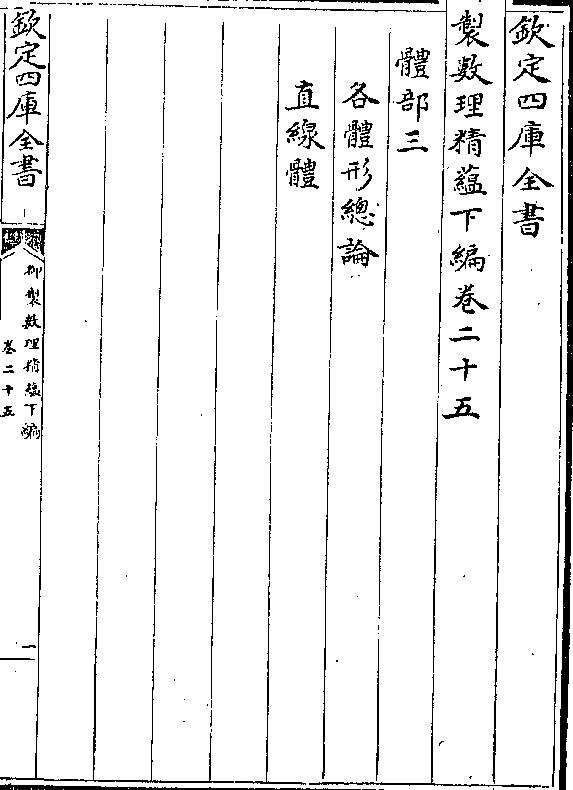 欽定四庫全書
製數理精蘊下編卷二十五
體部三
各體形總論
直線體
欽定四庫全書
御製數理精蘊下編
卷二十五
一